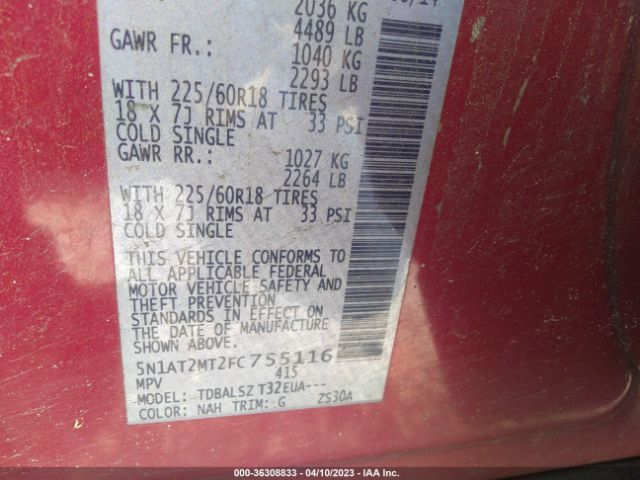 2036 KG
4489 LB
GAWR FR.: 1040 KG
2293 LB
WITH 225/60R18 TIRES
18 X 7J RIMS AT 33 PSI
COLD SINGLE
GAWR RR.: 1027 KG
2264 LB
WITH 225/60R18 TIRES
18 X 7J RIMS AT 33 PSI
COLD SINGLE
THIS VEHICLE CONFORMS TO
ALL APPLICABLE FEDERAL
MOTOR VEHICLE SAFETY AND
THEFT PREVENTION
STANDARDS IN EFFECT ON
THE DATE OF MANUFACTURE
SHOWN ABOVE.
5N1AT2MT2FC755116
MPV 415
MODEL: TDBALSZ T32EUA---
COLOR: NAH TRIM: G ZS30A
000-36308833 - 04/10/2023 - IAA Inc.